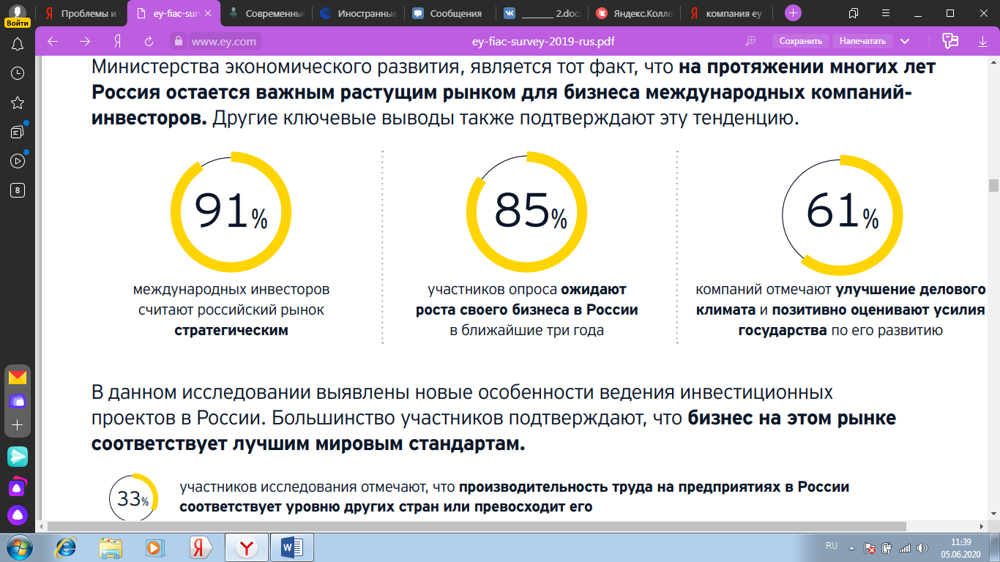 Проблемы и п
ey-fiac-surv
Современные
Иностранные
Сообщения
______ 2.docx
Яндекс.Колле
компания ey
Войти
www.ey.com
ey-fiac-survey-2019-rus.pdf
Сохранить
Напечатать
8
Министерства экономического развития, является тот факт, что на протяжении многих лет
Россия остается важным растущим рынком для бизнеса международных компаний-
инвесторов. Другие ключевые выводы также подтверждают эту тенденцию.
91%
международных инвесторов
считают российский рынок
стратегическим
85%
участников опроса ожидают
роста своего бизнеса в России
в ближайшие три года
61%
компаний отмечают улучшение делового
климата и позитивно оценивают усилия
государства по его развитию
В данном исследовании выявлены новые особенности ведения инвестиционных
проектов в России. Большинство участников подтверждают, что бизнес на этом рынке
соответствует лучшим мировым стандартам.
33%
участников исследования отмечают, что производительность труда на предприятиях в России
соответствует уровню других стран или превосходит его
RU
11:39
05.06.2020